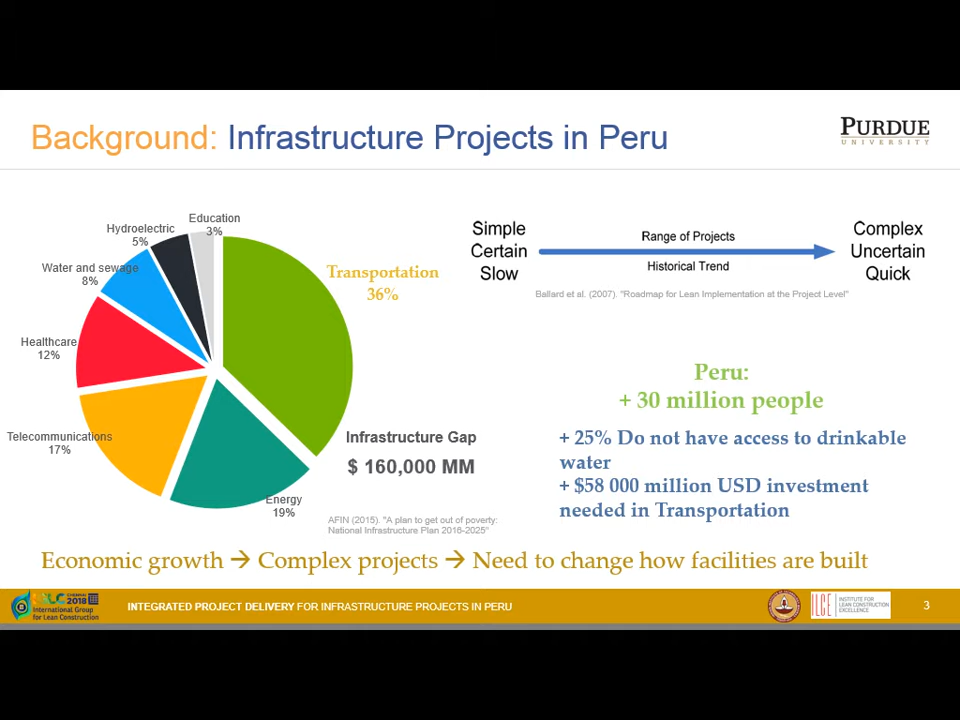 Background: Infrastructure Projects in Peru
PURDUE
UNIVERSITY
Education
3%
Hydroelectric
5%
Water and sewage
8%
Healthcare
12%
Telecommunications
17%
Energy
19%
Transportation
36%
Infrastructure Gap
$ 160,000 MM
AFIN (2015). "A plan to get out of poverty:
National Infrastructure Plan 2016-2025"
Simple
Certain
Slow
Range of Projects
Historical Trend
Complex
Uncertain
Quick
Ballard et al. (2007). "Roadmap for Lean Implementation at the Project Level"
Peru:
+ 30 million people
+ 25% Do not have access to drinkable
water
+ $58 000 million USD investment
needed in Transportation
Economic growth → Complex projects → Need to change how facilities are built
CHENNAI
2018
International Group
for Lean Construction
INTEGRATED PROJECT DELIVERY FOR INFRASTRUCTURE PROJECTS IN PERU
ILCE
INSTITUTE FOR
LEAN CONSTRUCTION
EXCELLENCE
3